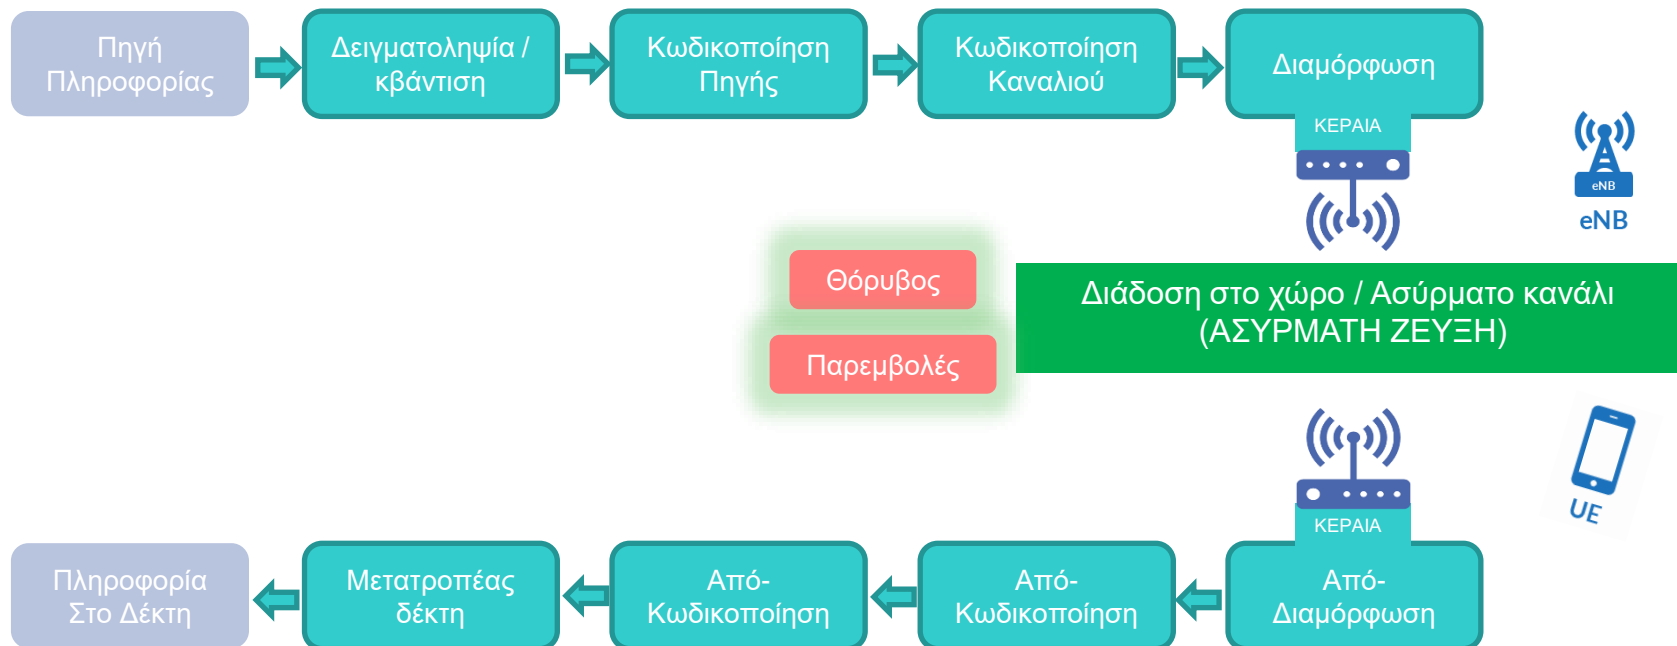 Πηγή
Πληροφορίας
Δειγματοληψία /
κβάντιση
Κωδικοποίηση
Πηγής
Κωδικοποίηση
Καναλιού
Διαμόρφωση
ΚΕΡΑΙΑ
eNB
eNB
Θόρυβος
Παρεμβολές
Διάδοση στο χώρο / Ασύρματο κανάλι
(ΑΣΥΡΜΑΤΗ ΖΕΥΞΗ)
UE
ΚΕΡΑΙΑ
Πληροφορία
Στο Δέκτη
Μετατροπέας
δέκτη
Από-
Κωδικοποίηση
Από-
Κωδικοποίηση
Από-
Διαμόρφωση